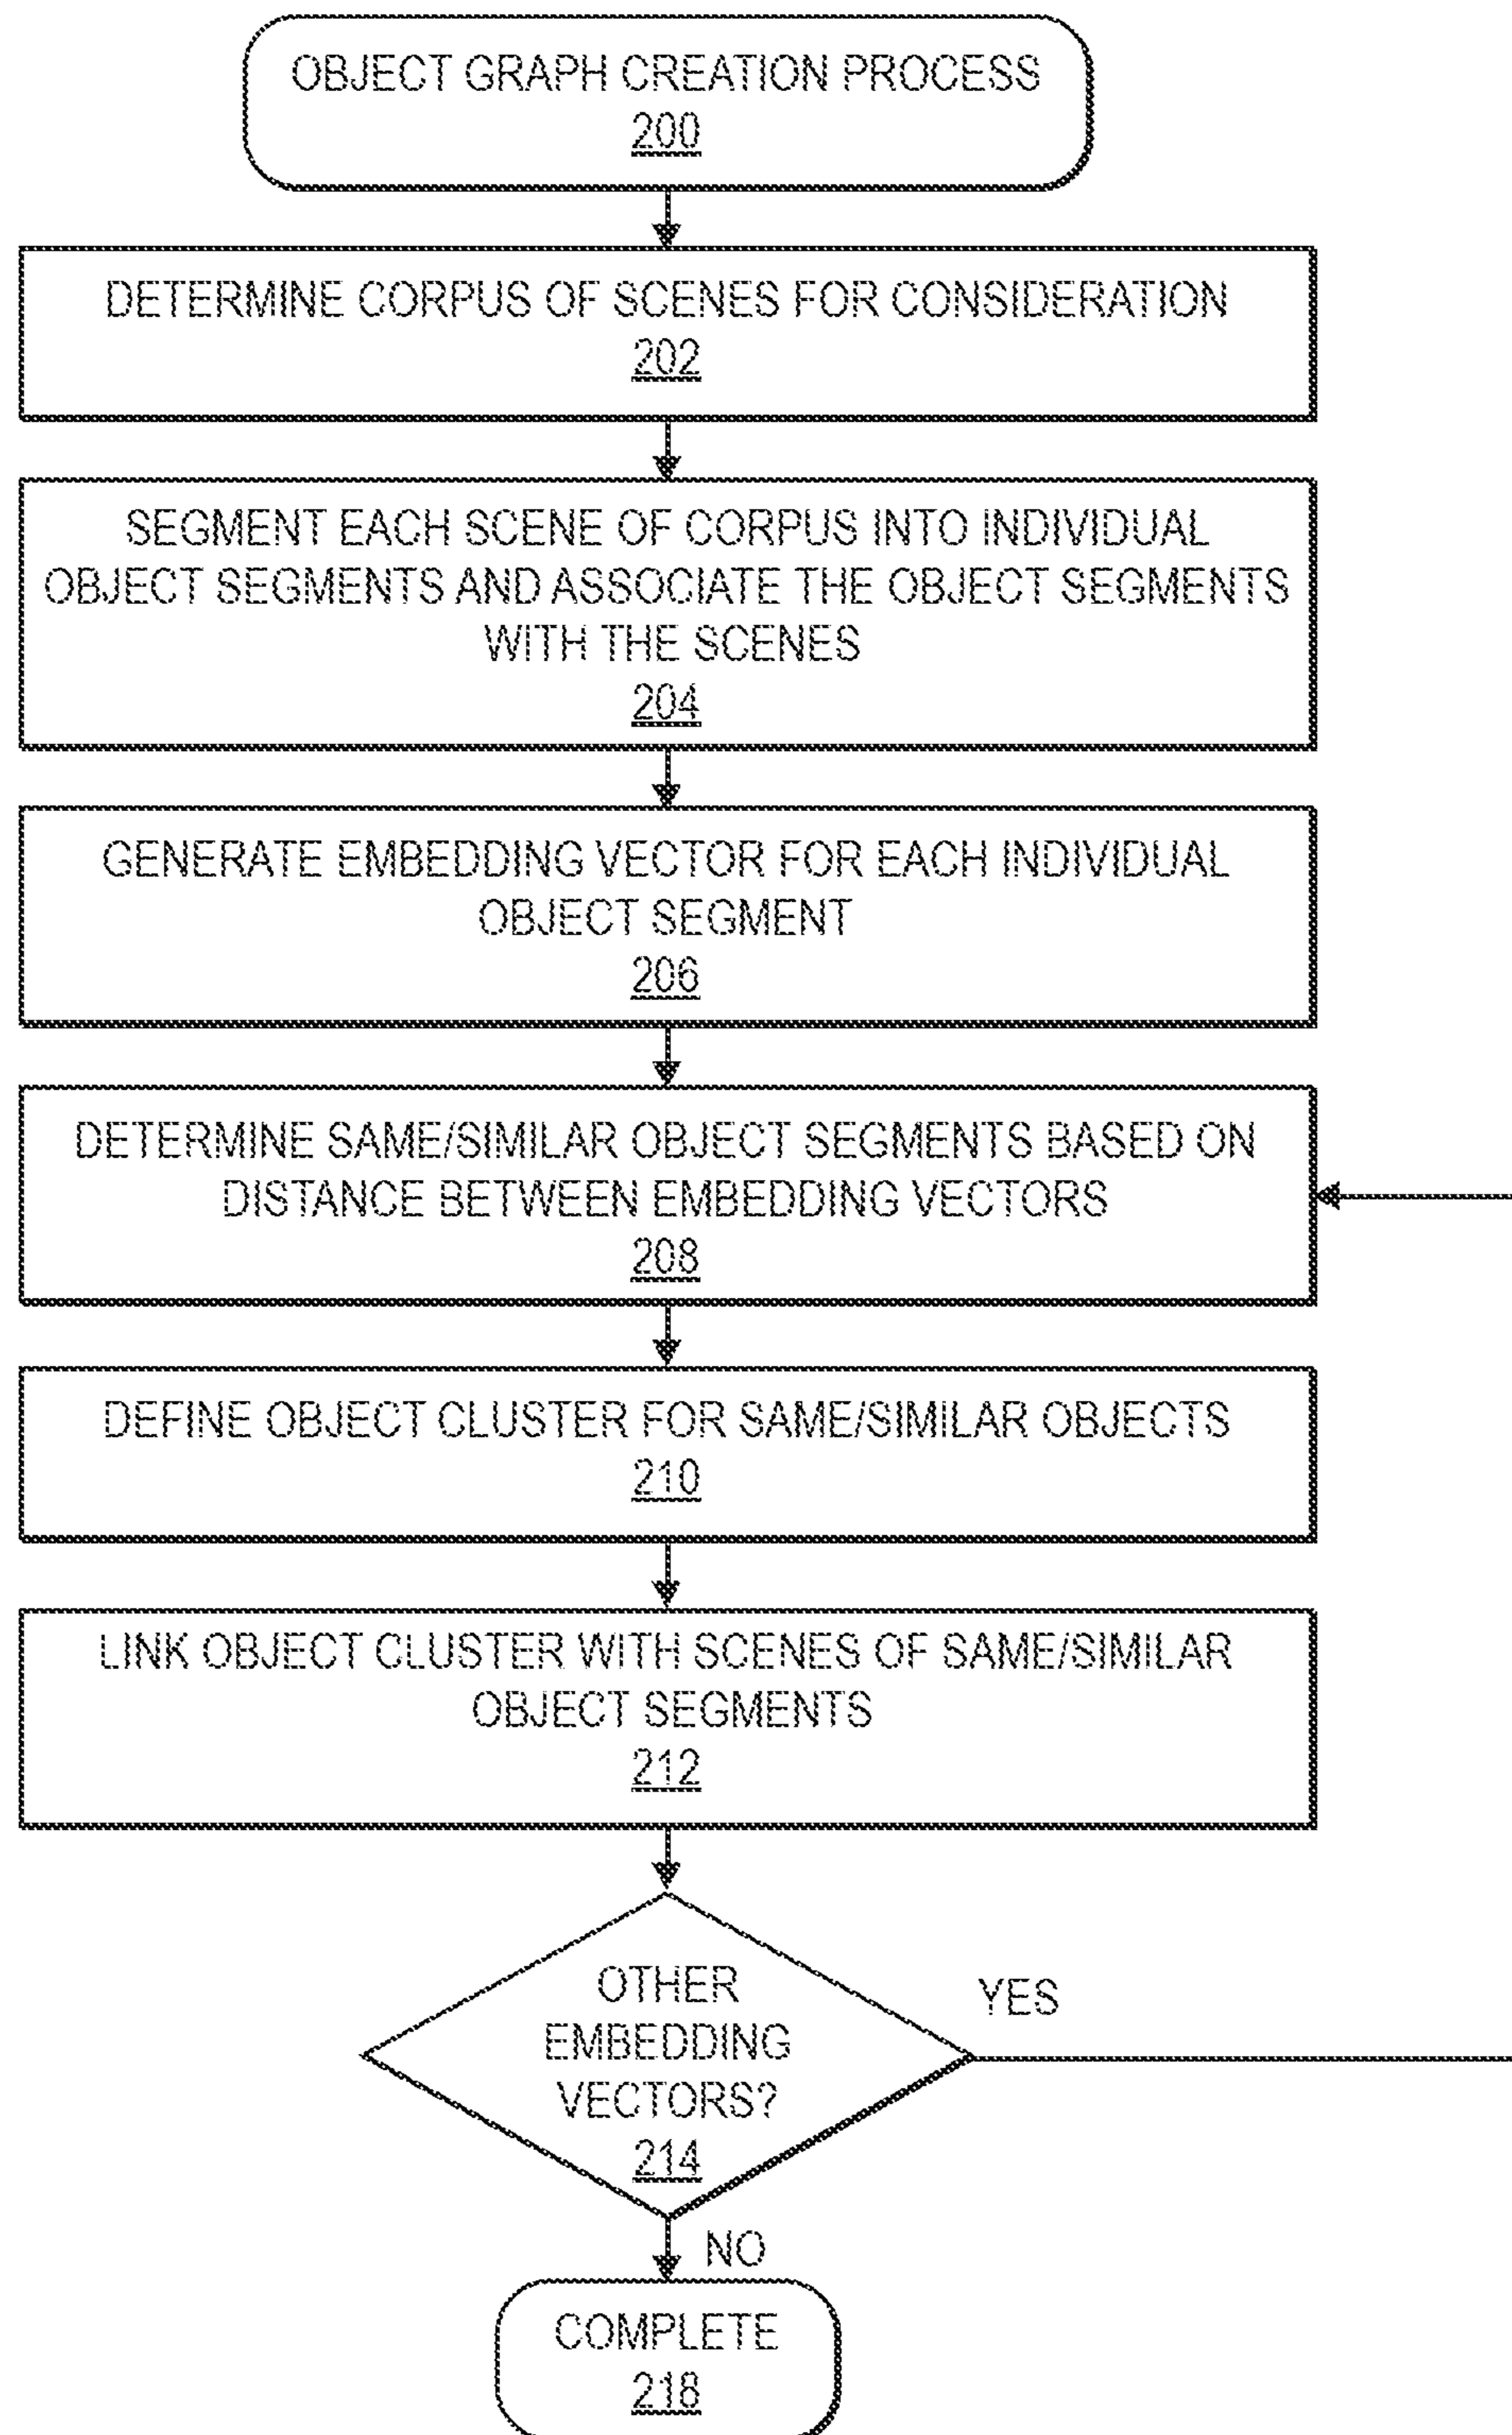 OBJECT GRAPH CREATION PROCESS
200
DETERMINE CORPUS OF SCENES FOR CONSIDERATION
202
SEGMENT EACH SCENE OF CORPUS INTO INDIVIDUAL
OBJECT SEGMENTS AND ASSOCIATE THE OBJECT SEGMENTS
WITH THE SCENES
204
GENERATE EMBEDDING VECTOR FOR EACH INDIVIDUAL
OBJECT SEGMENT
206
DETERMINE SAME/SIMILAR OBJECT SEGMENTS BASED ON
DISTANCE BETWEEN EMBEDDING VECTORS
208
DEFINE OBJECT CLUSTER FOR SAME/SIMILAR OBJECTS
210
LINK OBJECT CLUSTER WITH SCENES OF SAME/SIMILAR
OBJECT SEGMENTS
212
OTHER
EMBEDDING
VECTORS?
214
YES
NO
COMPLETE
218